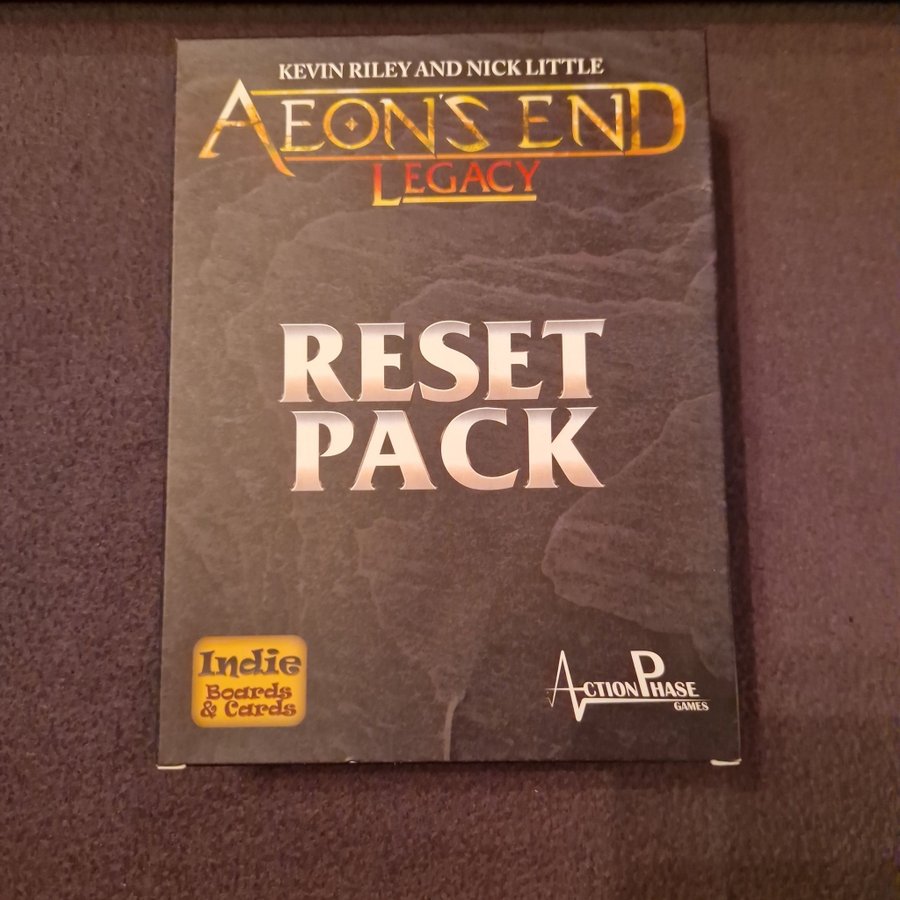 KEVIN RILEY AND NICK LITTLE
AEON'S END
LEGACY
RESET
PACK
Indie
Boards
& Cards
ACTION PHASE
GAMES